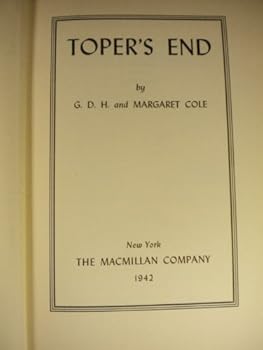 TOPER'S END
by
G. D. H. and MARGARET COLE
New York
THE MACMILLAN COMPANY
1942